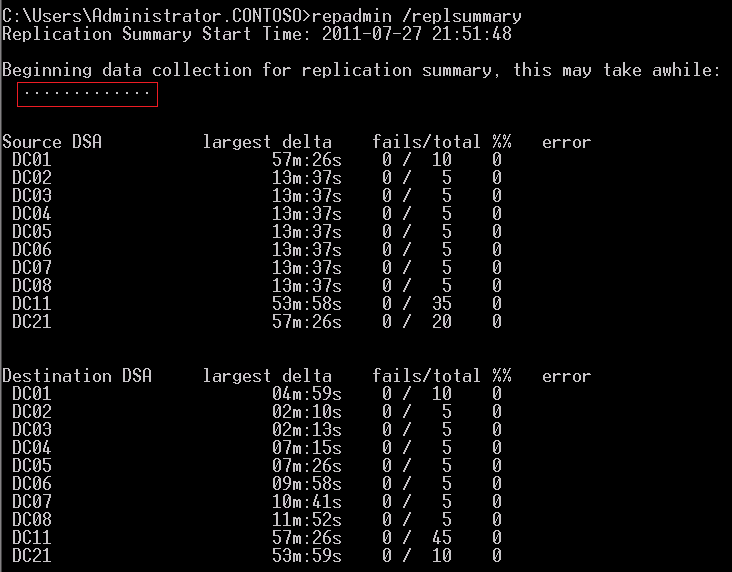 C:\Users\Administrator.CONTOSO>repadmin /replsummary
Replication Summary Start Time: 2011-07-27 21:51:48
Beginning data collection for replication summary, this may take awhile:
.............
Source DSA largest delta fails/total %% error
DC01 57m:26s 0 / 10 0
DC02 13m:37s 0 / 5 0
DC03 13m:37s 0 / 5 0
DC04 13m:37s 0 / 5 0
DC05 13m:37s 0 / 5 0
DC06 13m:37s 0 / 5 0
DC07 13m:37s 0 / 5 0
DC08 13m:37s 0 / 5 0
DC11 53m:58s 0 / 35 0
DC21 57m:26s 0 / 20 0
Destination DSA largest delta fails/total %% error
DC01 04m:59s 0 / 10 0
DC02 02m:10s 0 / 5 0
DC03 02m:13s 0 / 5 0
DC04 07m:15s 0 / 5 0
DC05 07m:26s 0 / 5 0
DC06 09m:58s 0 / 5 0
DC07 10m:41s 0 / 5 0
DC08 11m:52s 0 / 5 0
DC11 57m:26s 0 / 45 0
DC21 53m:59s 0 / 10 0